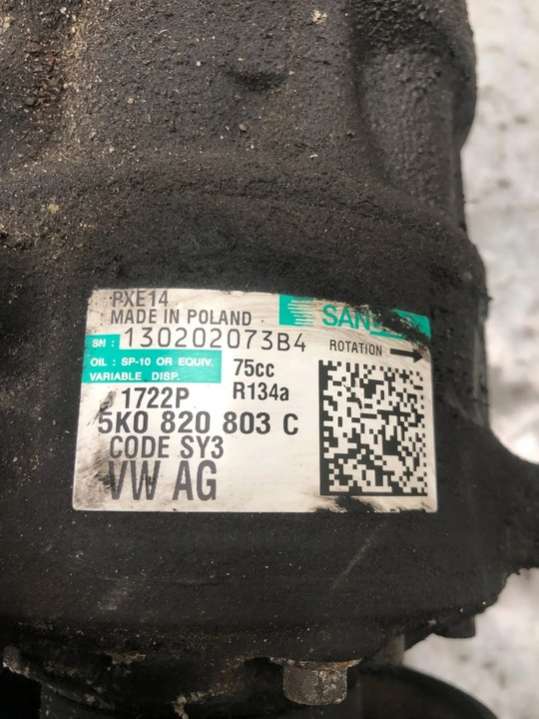 PXE14
MADE IN POLAND
SN : 130202073B4
ROTATION
OIL : SP-10 OR EQUIV.
VARIABLE DISP.
75cc
R134a
1722P
5K0 820 803 C
CODE SY3
VW AG